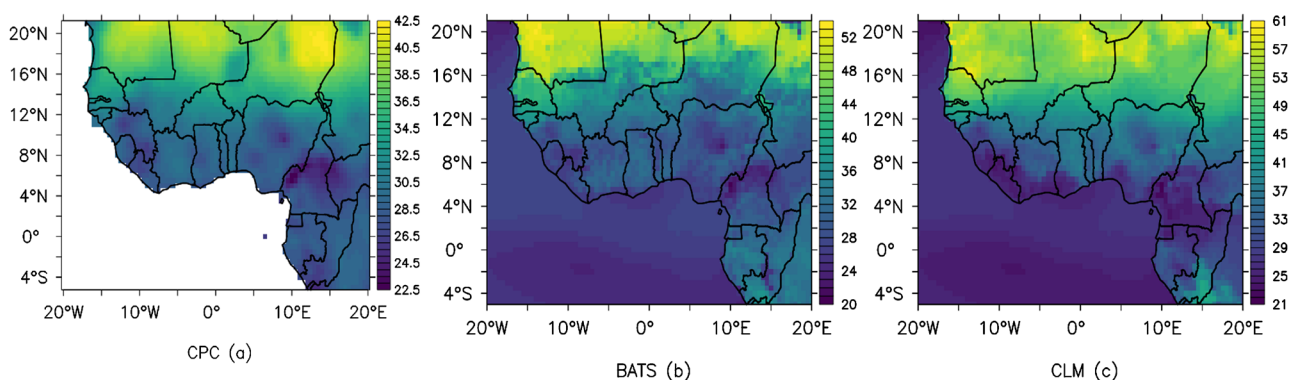 20°N
16°N
12°N
8°N
4°N
0°
4°S
20°W 10°W 0° 10°E 20°E
42.5
40.5
38.5
36.5
34.5
32.5
30.5
28.5
26.5
24.5
22.5
CPC (a)
20°N
16°N
12°N
8°N
4°N
0°
4°S
20°W 10°W 0° 10°E 20°E
52
48
44
40
36
32
28
24
20
BATS (b)
20°N
16°N
12°N
8°N
4°N
0°
4°S
20°W 10°W 0° 10°E 20°E
61
57
53
49
45
41
37
33
29
25
21
CLM (c)